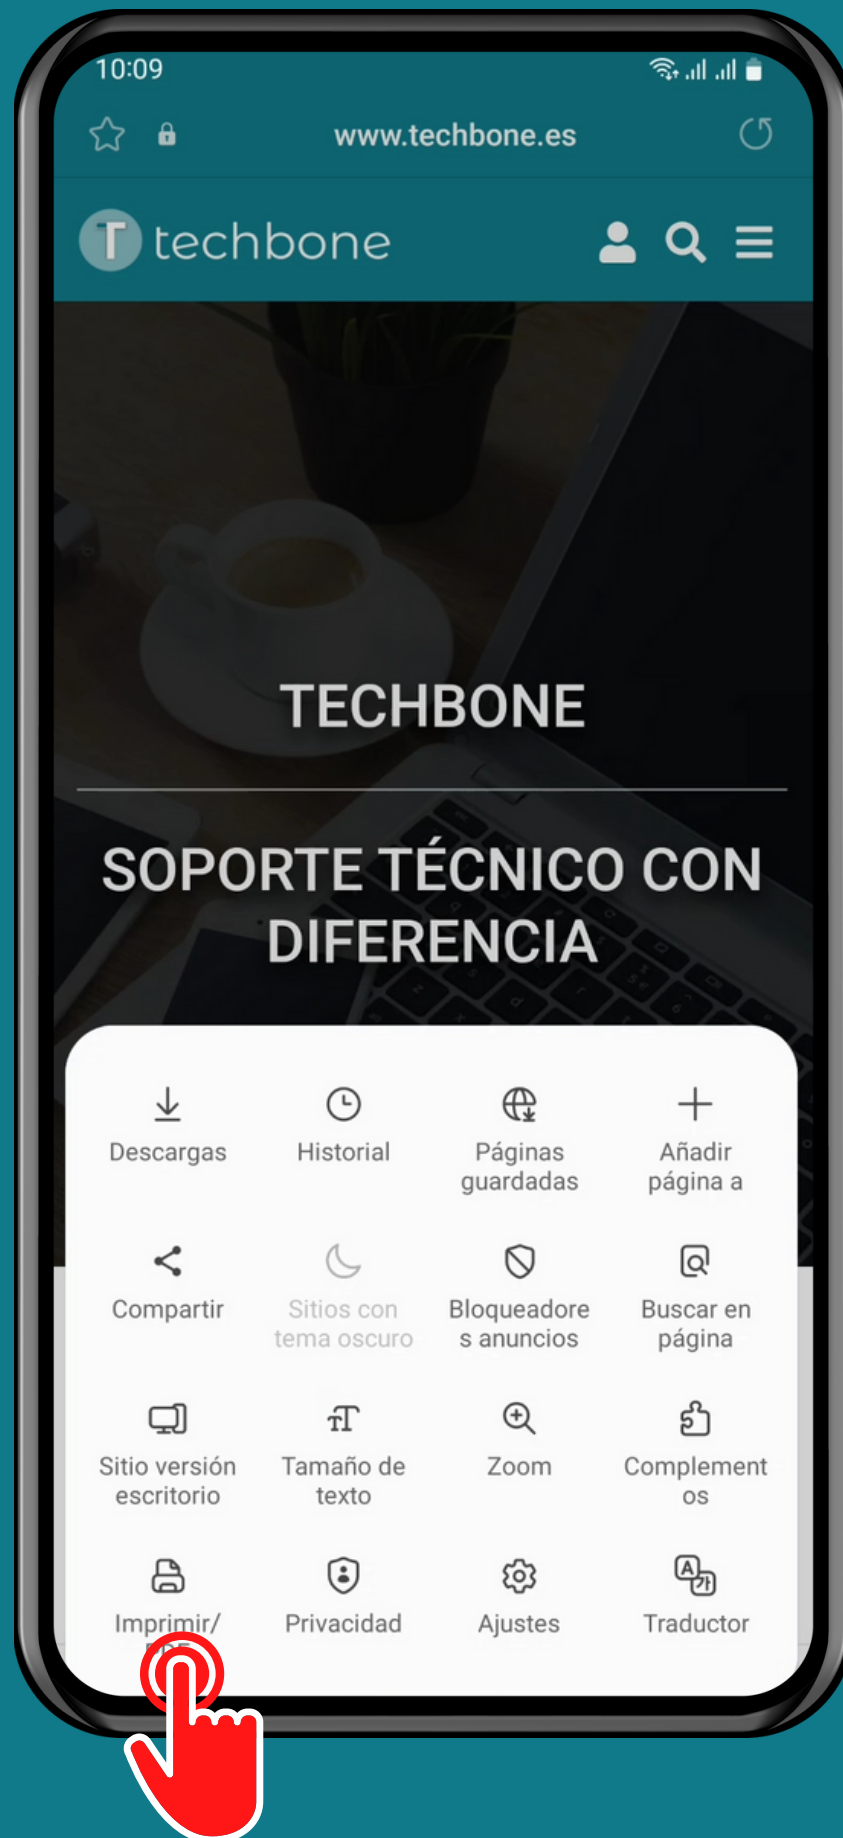 10:09
www.techbone.es
T techbone
TECHBONE
SOPORTE TÉCNICO CON
DIFERENCIA
Descargas
Historial
Páginas
guardadas
Añadir
página a
Compartir
Sitios con
tema oscuro
Bloqueadore
s anuncios
Buscar en
página
Sitio versión
escritorio
Tamaño de
texto
Zoom
Complement
os
Imprimir/
PDF
Privacidad
Ajustes
Traductor